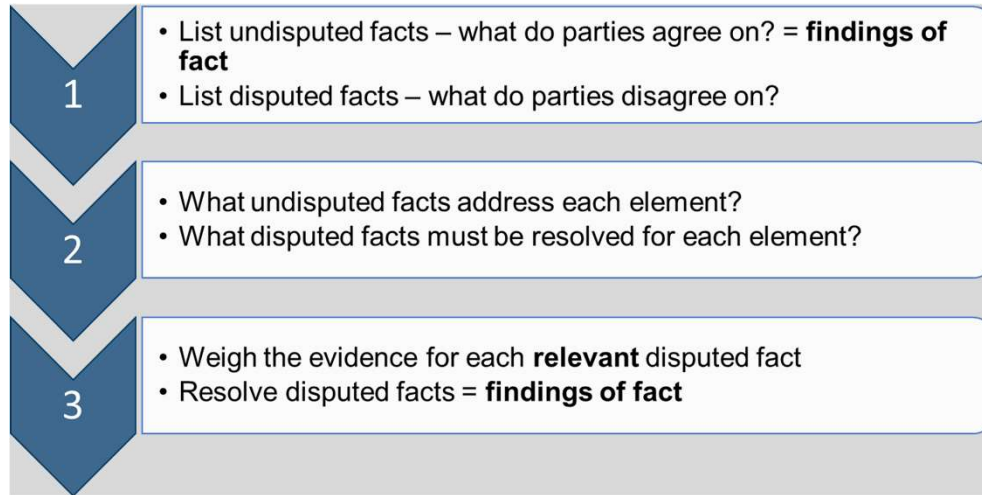 1
• List undisputed facts – what do parties agree on? = findings of
fact
• List disputed facts – what do parties disagree on?
2
• What undisputed facts address each element?
• What disputed facts must be resolved for each element?
3
• Weigh the evidence for each relevant disputed fact
• Resolve disputed facts = findings of fact